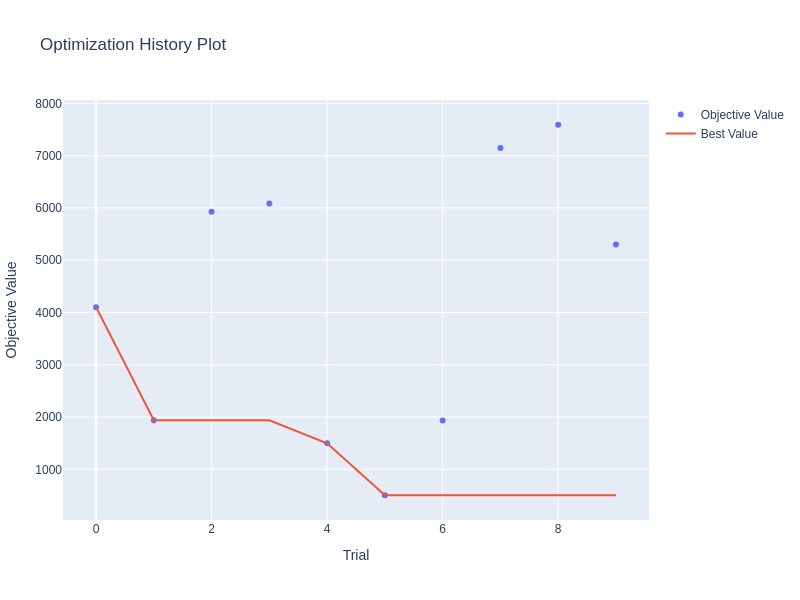 Optimization History Plot
Objective Value
Best Value
8000
7000
6000
5000
4000
3000
2000
1000
Objective Value
0 2 4 6 8
Trial